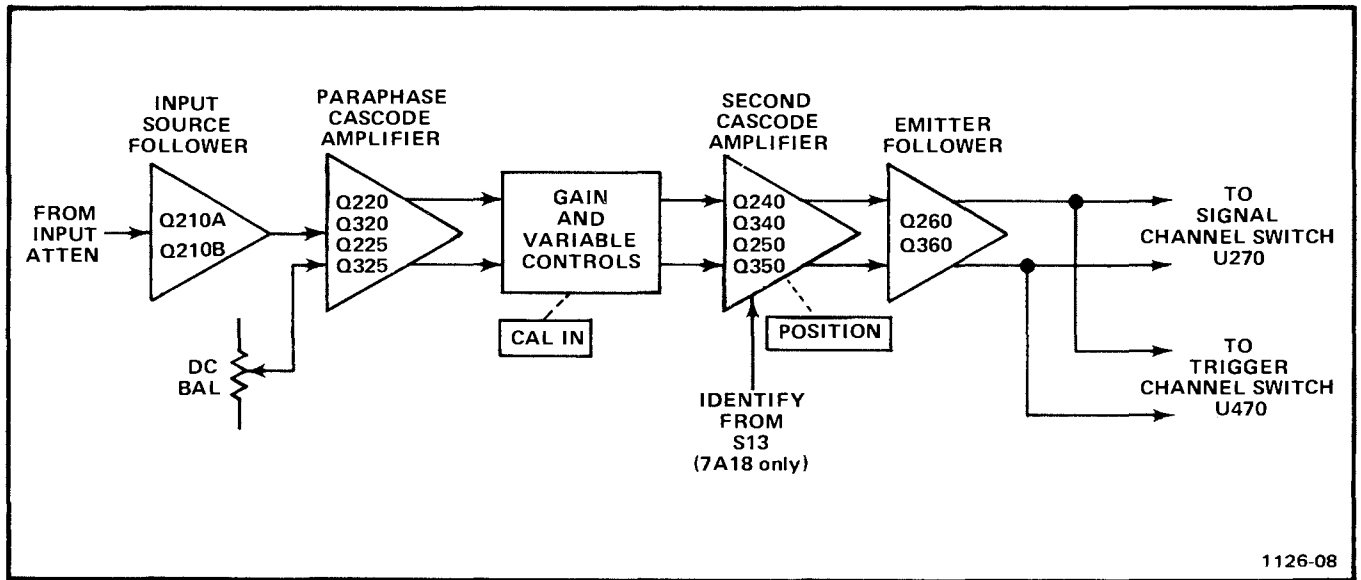 FROM
INPUT
ATTEN
INPUT
SOURCE
FOLLOWER
Q210A
Q210B
DC
BAL
PARAPHASE
CASCODE
AMPLIFIER
Q220
Q320
Q225
Q325
GAIN
AND
VARIABLE
CONTROLS
CAL IN
SECOND
CASCODE
AMPLIFIER
Q240
Q340
Q250
Q350
POSITION
IDENTIFY
FROM
S13
(7A18 only)
EMITTER
FOLLOWER
Q260
Q360
TO
SIGNAL
CHANNEL SWITCH
U270
TO
TRIGGER
CHANNEL SWITCH
U470
1126-08